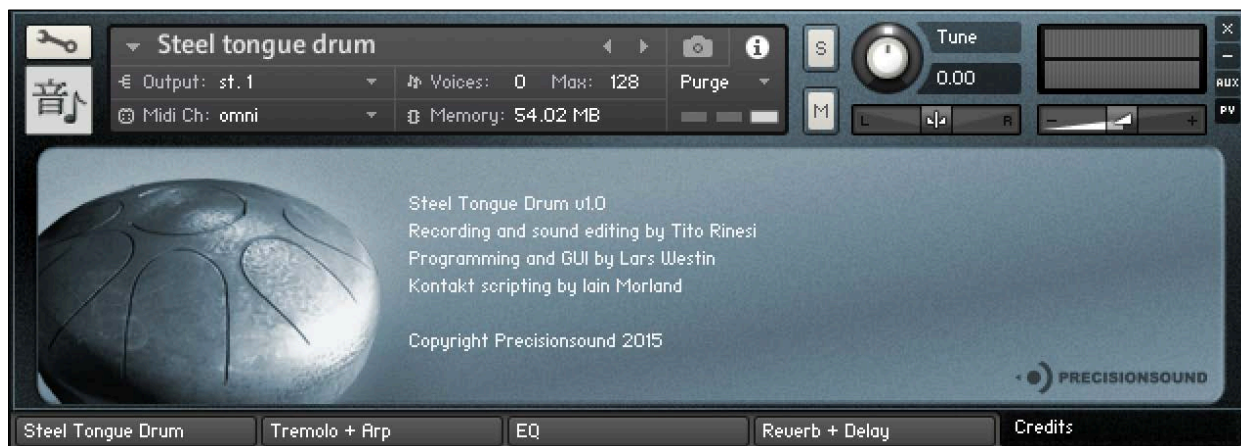 Steel tongue drum
Output: st. 1
Voices: 0 Max: 128
Purge
Midi Ch: omni
Memory: 54.02 MB
音♪
S
M
Tune
0.00
L R
- +
×
-
AUX
PV
Steel Tongue Drum v1.0
Recording and sound editing by Tito Rinesi
Programming and GUI by Lars Westin
Kontakt scripting by Iain Morland
Copyright Precisionsound 2015
PRECISIONSOUND
Steel Tongue Drum
Tremolo + Arp
EQ
Reverb + Delay
Credits